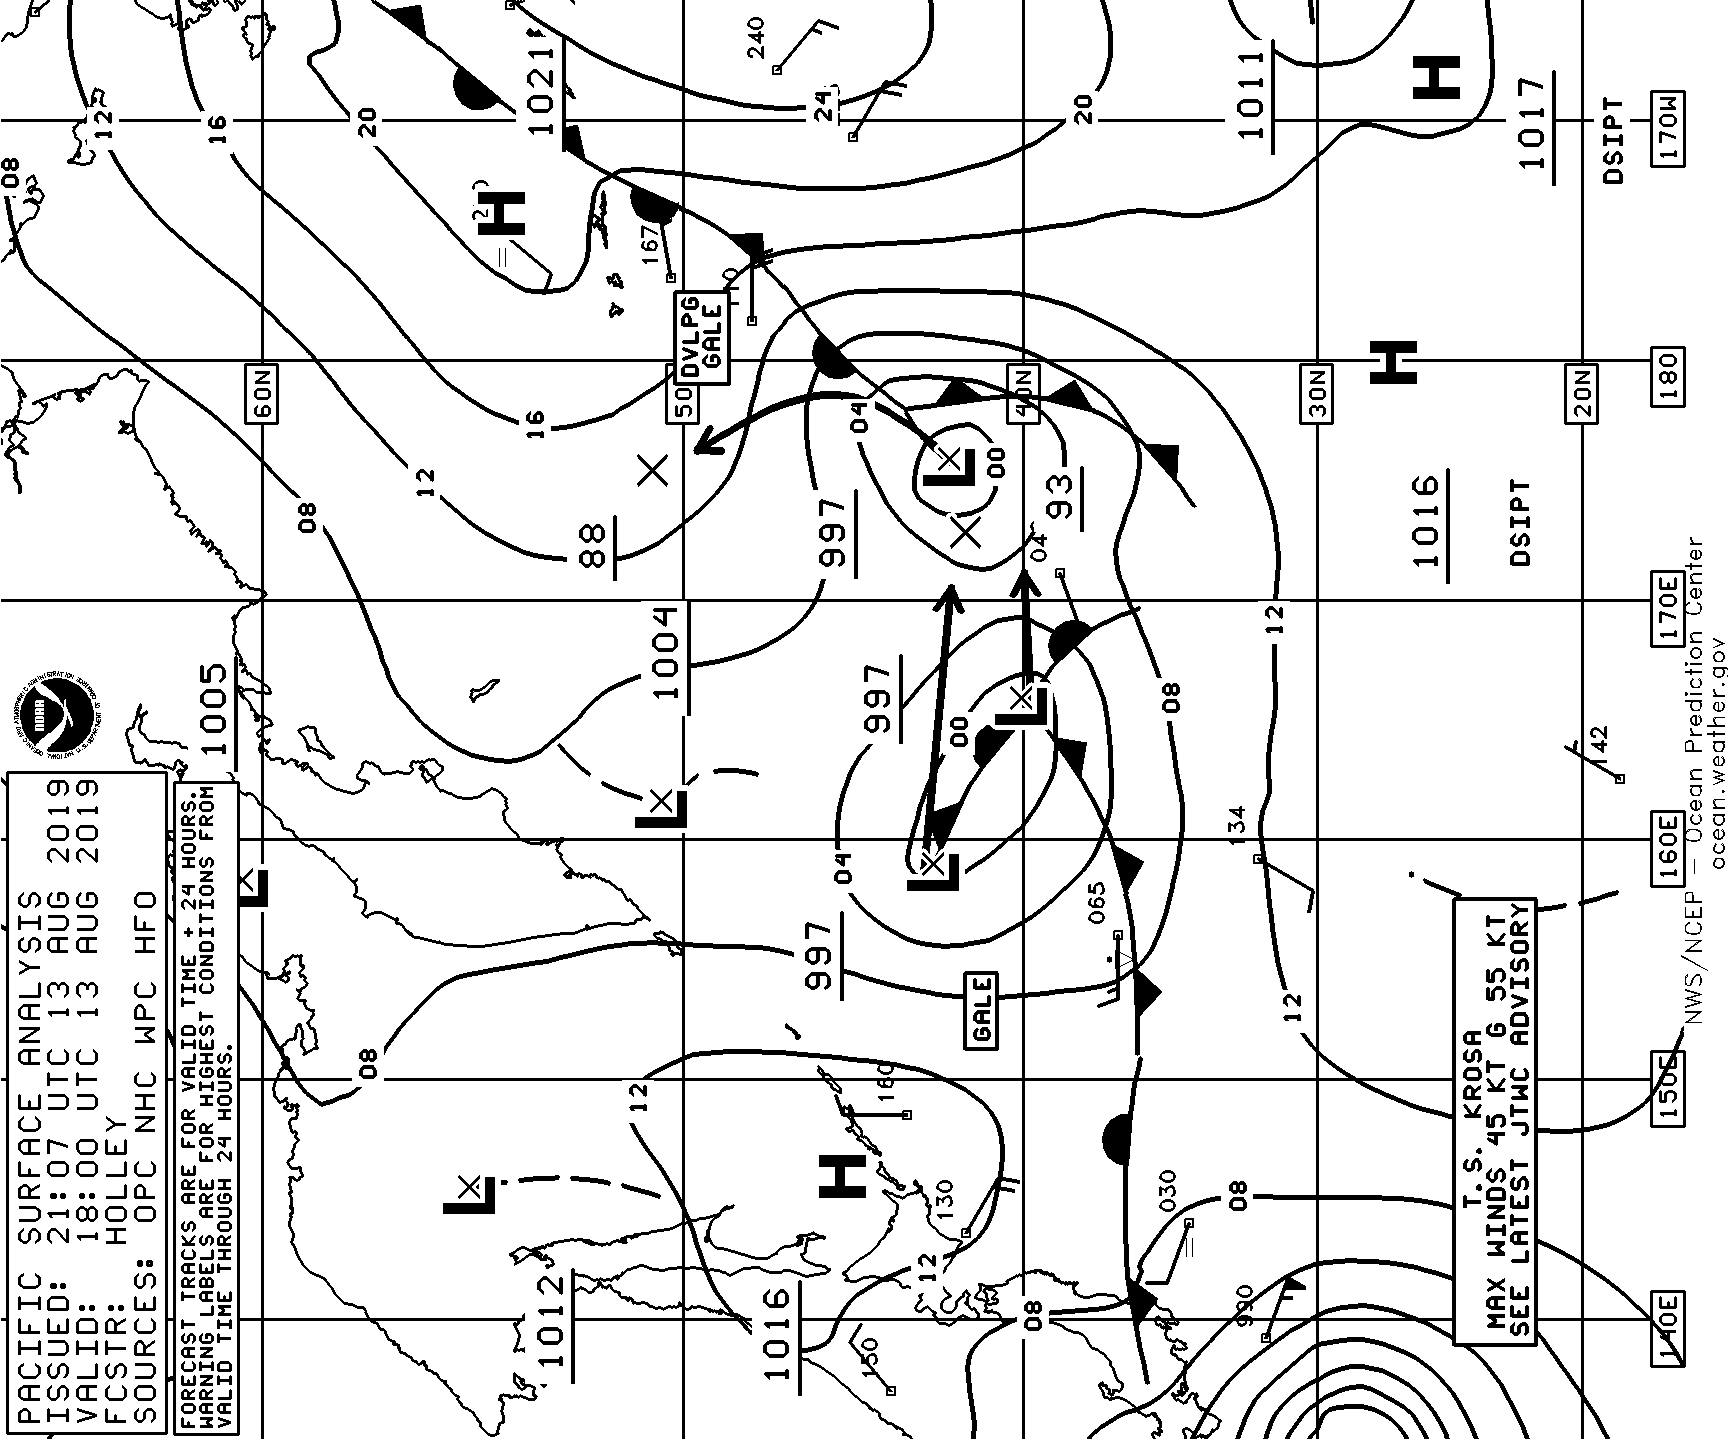 PACIFIC SURFACE ANALYSIS
ISSUED: 21:07 UTC 13 AUG 2019
VALID: 18:00 UTC 13 AUG 2019
FCSTR: HOLLEY
SOURCES: OPC NHC WPC HFO
FORECAST TRACKS ARE FOR VALID TIME + 24 HOURS.
WARNING LABELS ARE FOR HIGHEST CONDITIONS FROM
VALID TIME THROUGH 24 HOURS.
1005
L
08
12
16
20
60N
H
1021
240
24
20
1011
H
1017
DSIPT
170W
167
DVLPG
GALE
50
16
12
08
04
40N
30N
H
20N
180
L
00
93
88
997
04
1016
DSIPT
170E
1004
997
12
L
00
L
08
142
134
160E
04
L
065
997
GALE
08
12
12
160
L
H
130
12
030
08
08
1012
1016
150
990
150E
140E
T.S. KROSA
MAX WINDS 45 KT G 55 KT
SEE LATEST JTWC ADVISORY
NWS/NCEP – Ocean Prediction Center
ocean.weather.gov